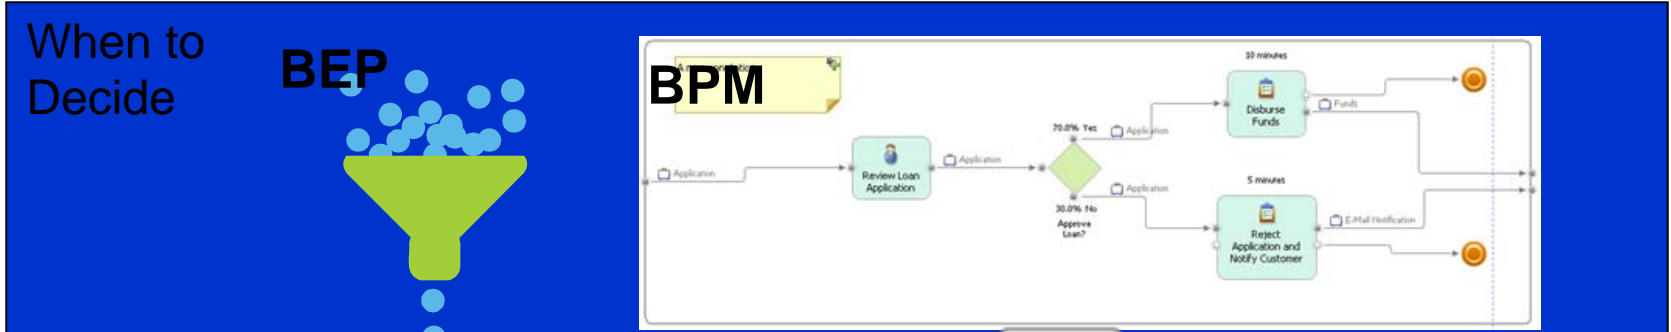 When to
Decide
BEP
BPM
Application
Review Loan
Application
Application
70.0% Yes
30.0% No
Approve
Loan?
Application
10 minutes
Disburse
Funds
Funds
Application
5 minutes
Reject
Application and
Notify Customer
E-Mail Notification